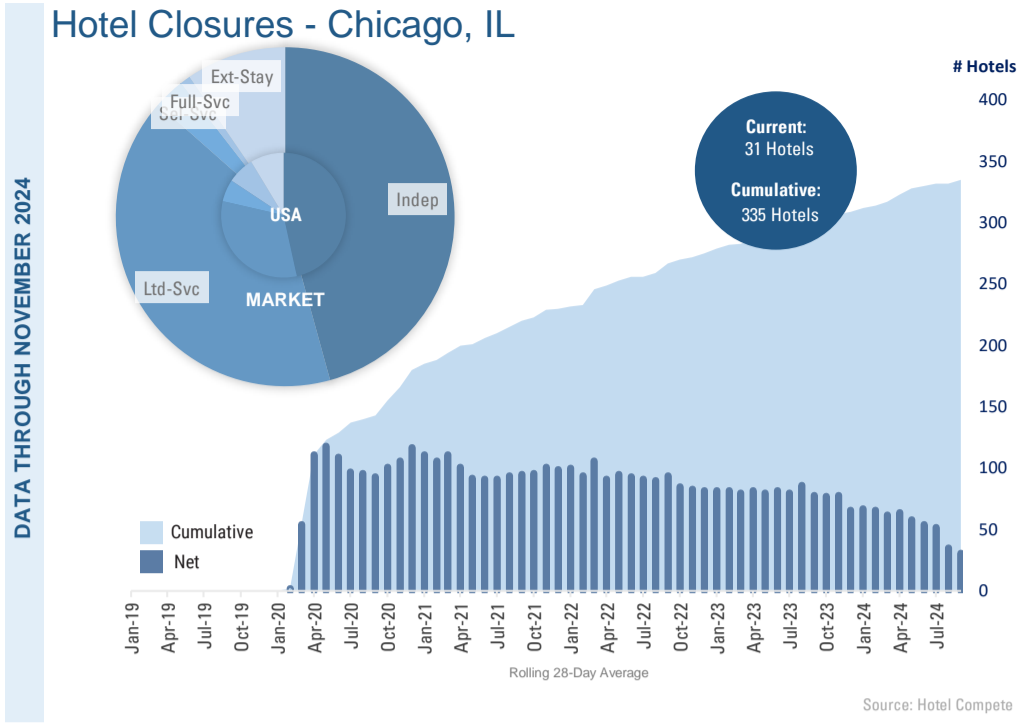 Hotel Closures - Chicago, IL
DATA THROUGH NOVEMBER 2024
Ext-Stay
Full-Svc
Sel-Svc
Indep
USA
Ltd-Svc
MARKET
# Hotels
Current:
31 Hotels
Cumulative:
335 Hotels
400
350
300
250
200
150
100
50
0
Cumulative
Net
Jan-19
Apr-19
Jul-19
Oct-19
Jan-20
Apr-20
Jul-20
Oct-20
Jan-21
Apr-21
Jul-21
Oct-21
Jan-22
Apr-22
Jul-22
Oct-22
Jan-23
Apr-23
Jul-23
Oct-23
Jan-24
Apr-24
Jul-24
Rolling 28-Day Average
Source: Hotel Compete